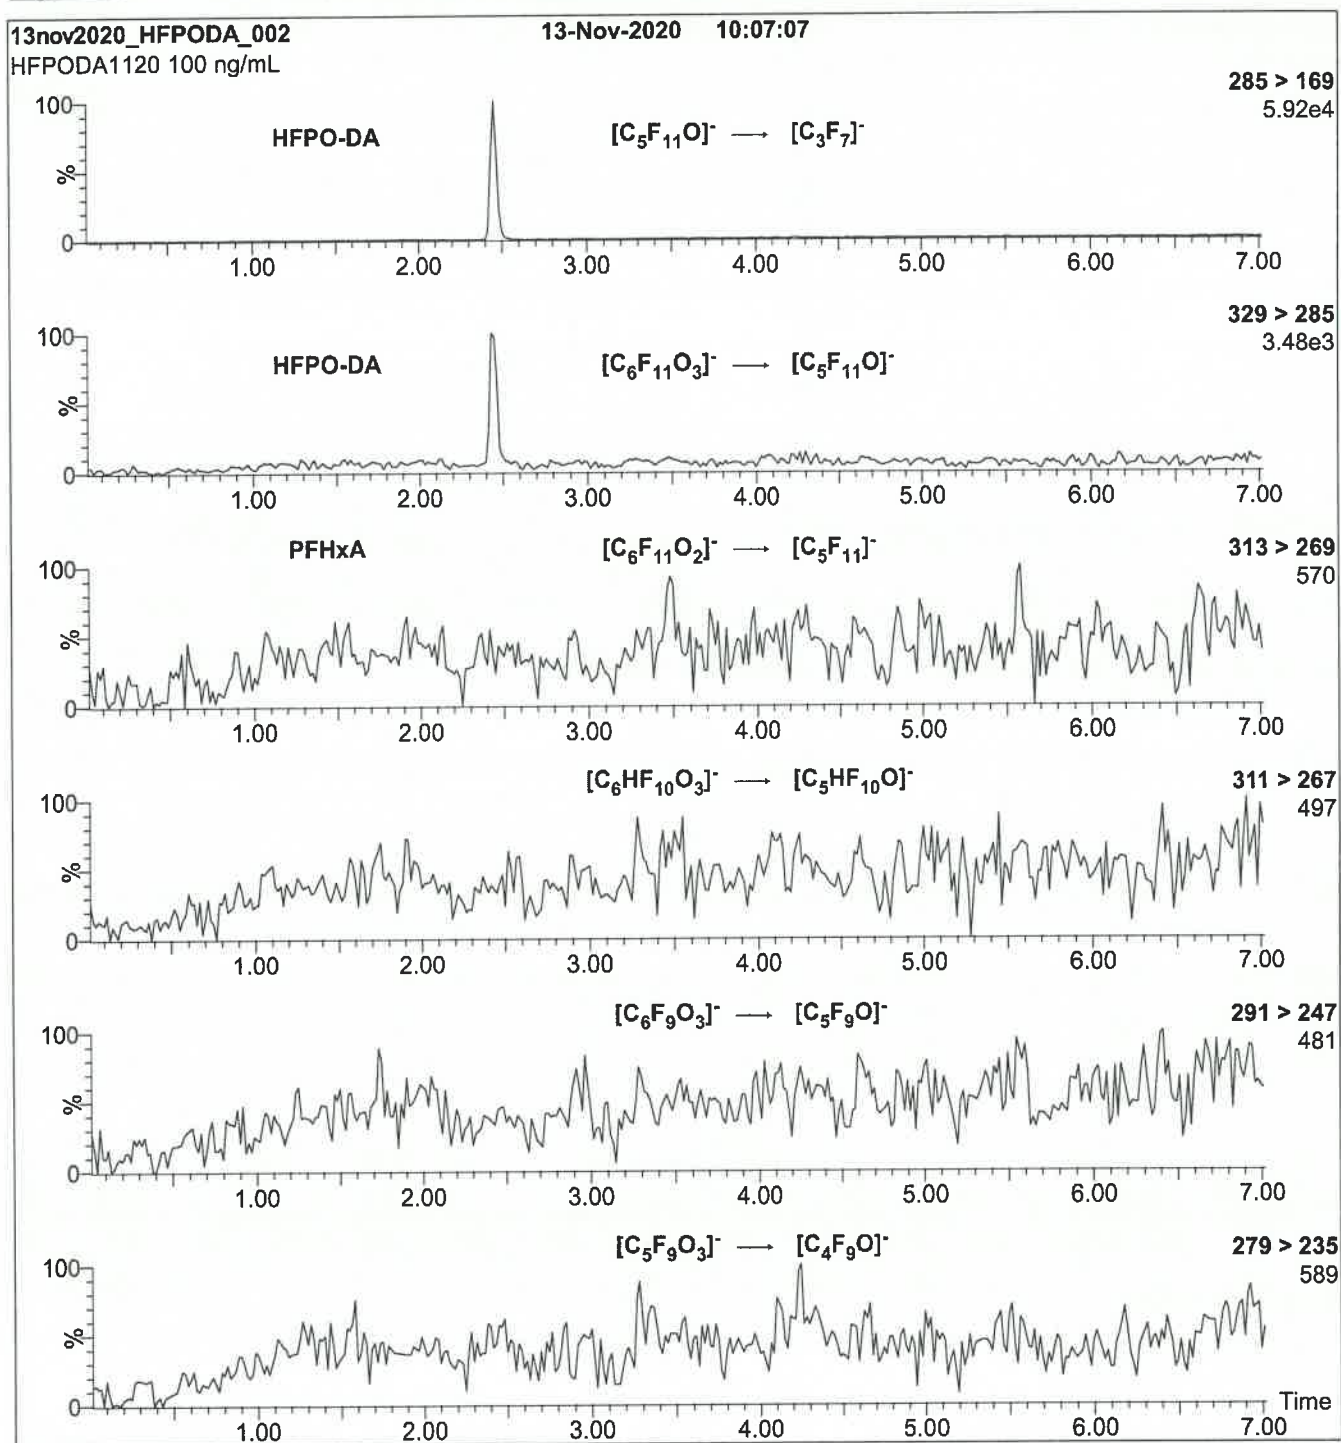 13nov2020_HFPODA_002 13-Nov-2020 10:07:07
HFPODA1120 100 ng/mL
285 > 169
5.92e4
HFPO-DA [C5F11O]⁻ → [C3F7]⁻
100
%
0
1.00 2.00 3.00 4.00 5.00 6.00 7.00
329 > 285
3.48e3
HFPO-DA [C6F11O3]⁻ → [C5F11O]⁻
100
%
0
1.00 2.00 3.00 4.00 5.00 6.00 7.00
PFHxA [C6F11O2]⁻ → [C5F11]⁻ 313 > 269
570
100
%
0
1.00 2.00 3.00 4.00 5.00 6.00 7.00
[C6HF10O3]⁻ → [C5HF10O]⁻ 311 > 267
497
100
%
0
1.00 2.00 3.00 4.00 5.00 6.00 7.00
[C6F9O3]⁻ → [C5F9O]⁻ 291 > 247
481
100
%
0
1.00 2.00 3.00 4.00 5.00 6.00 7.00
[C5F9O3]⁻ → [C4F9O]⁻ 279 > 235
589
100
%
0
Time
1.00 2.00 3.00 4.00 5.00 6.00 7.00